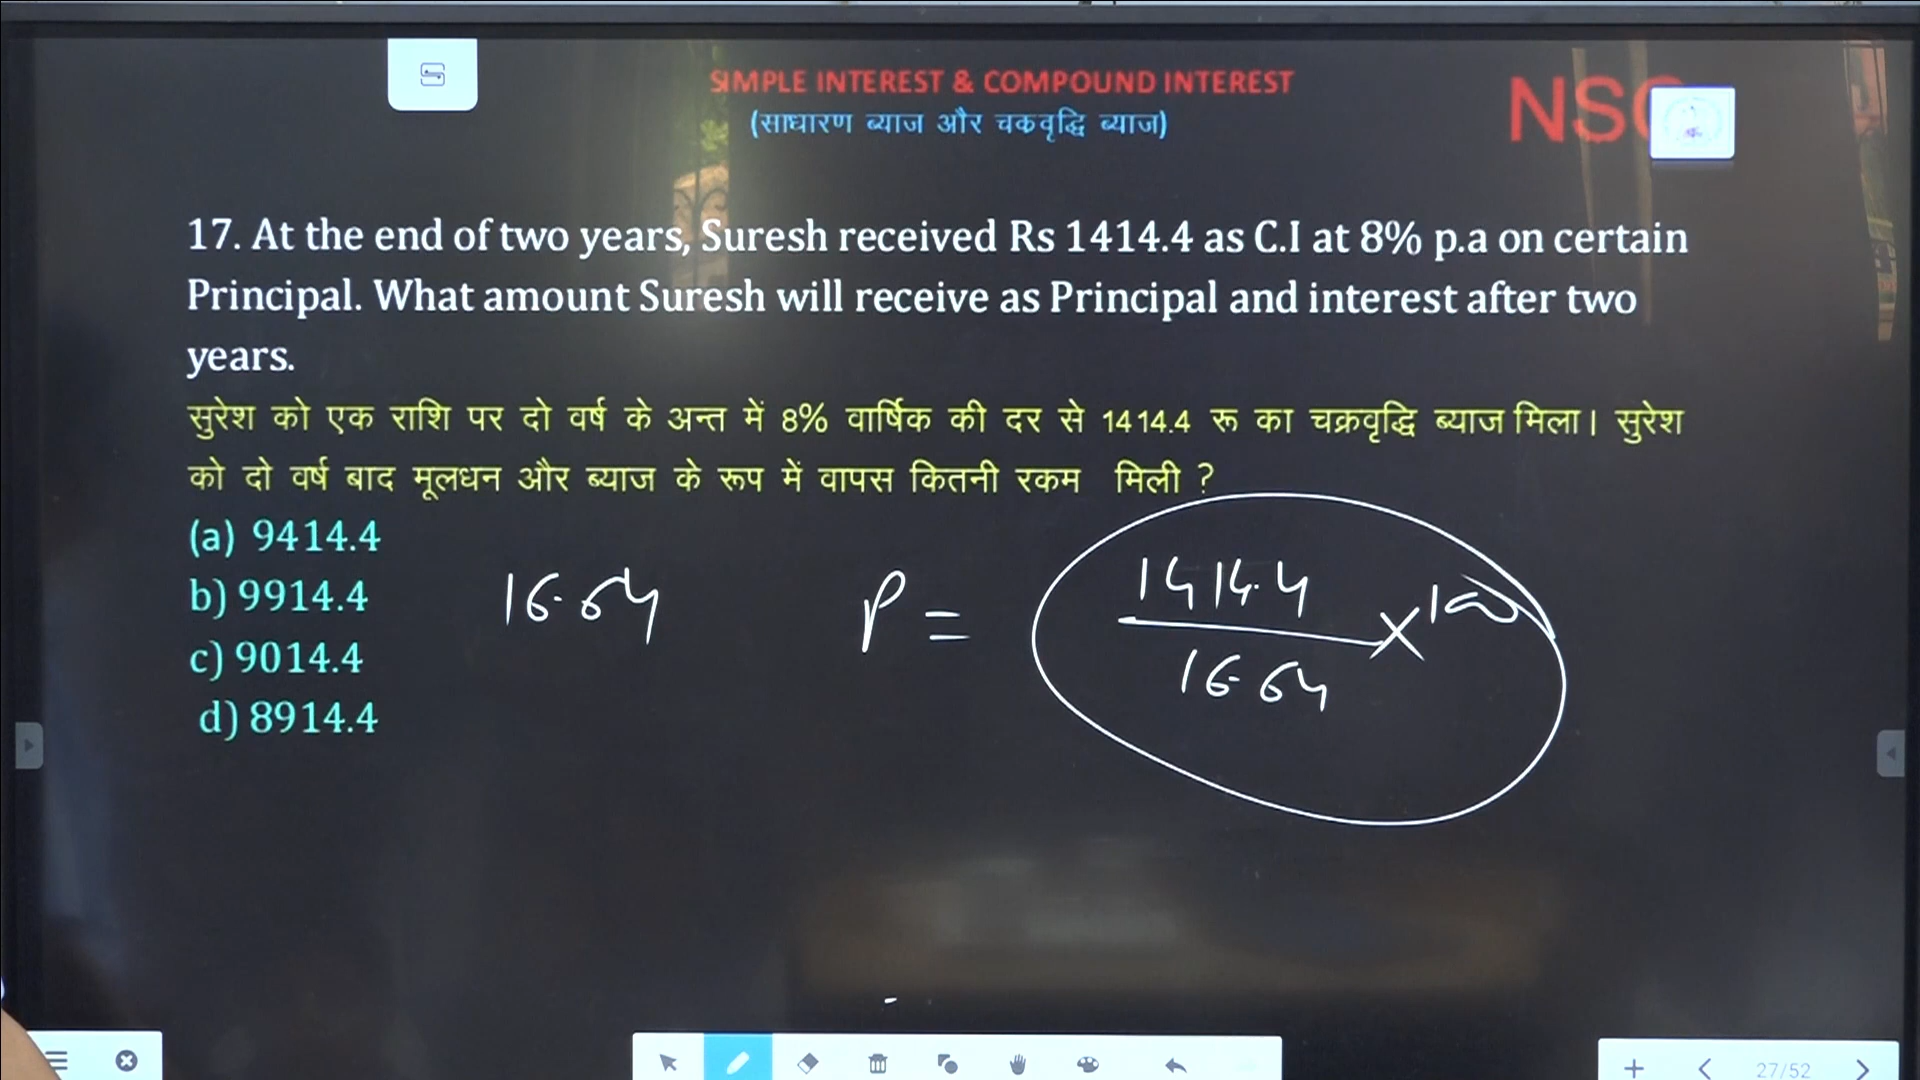 SIMPLE INTEREST & COMPOUND INTEREST
(साधारण ब्याज और चकवृद्धि ब्याज)
NSC
17. At the end of two years, Suresh received Rs 1414.4 as C.I at 8% p.a on certain
Principal. What amount Suresh will receive as Principal and interest after two
years.
सुरेश को एक राशि पर दो वर्ष के अन्त में 8% वार्षिक की दर से 1414.4 रू का चक्रवृद्धि ब्याज मिला। सुरेश
को दो वर्ष बाद मूलधन और ब्याज के रूप में वापस कितनी रकम मिली ?
(a) 9414.4
b) 9914.4
c) 9014.4
d) 8914.4
16.64
P = 1414.4 / 16.64 × 100
27/52